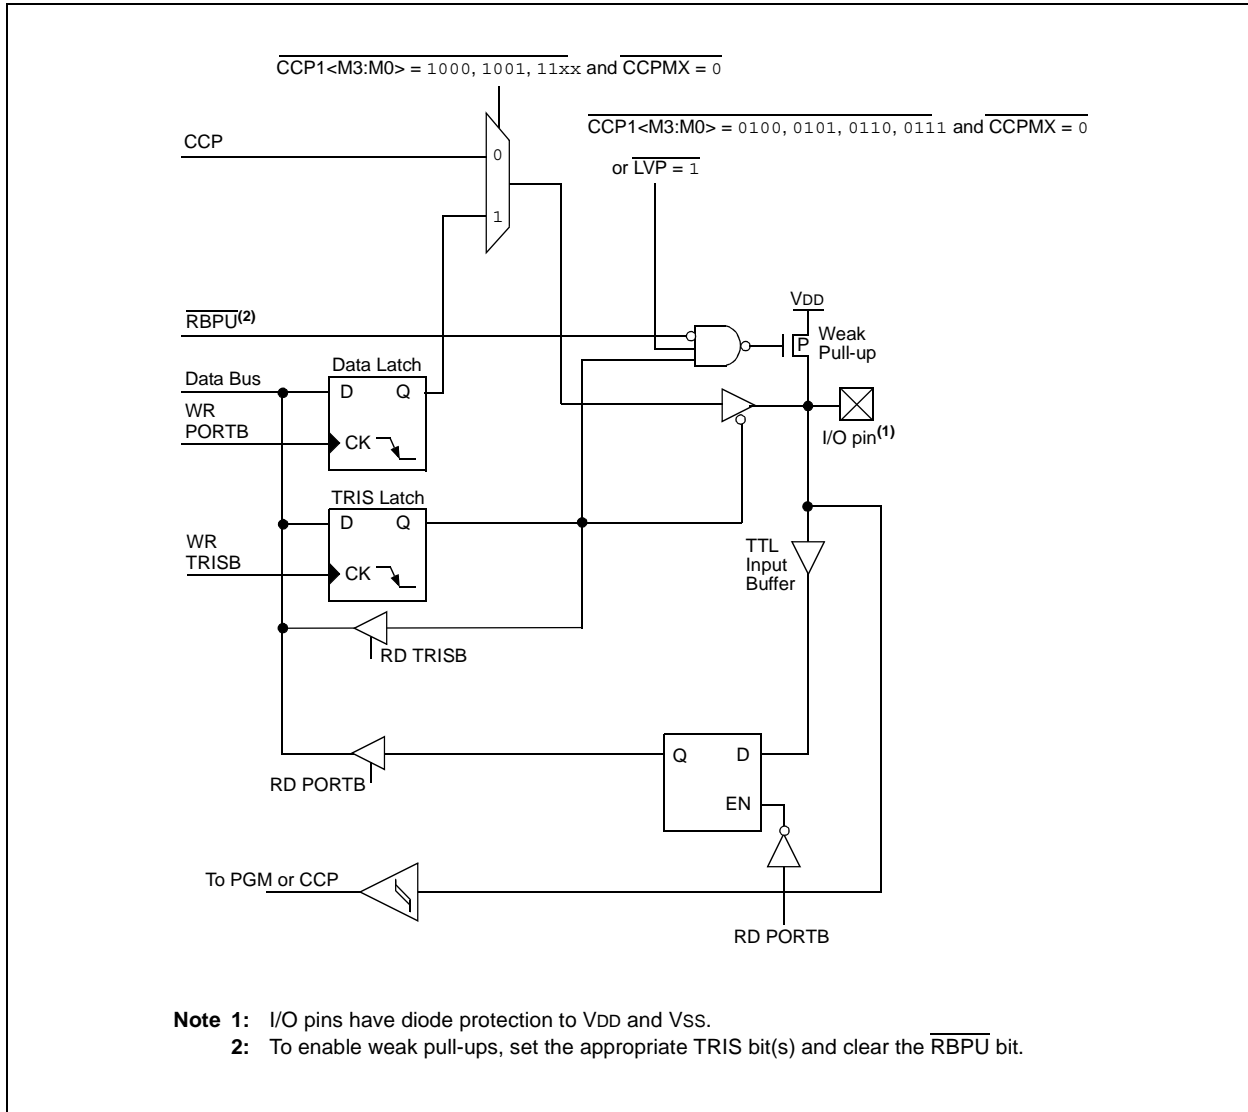 CCP1<M3:M0> = 1000, 1001, 11xx and CCPMX = 0
CCP1<M3:M0> = 0100, 0101, 0110, 0111 and CCPMX = 0
or LVP = 1
CCP
0
1
RBPU(2)
VDD
P
Weak
Pull-up
Data Bus
WR
PORTB
Data Latch
D Q
CK
I/O pin(1)
TRIS Latch
D Q
CK
WR
TRISB
TTL
Input
Buffer
RD TRISB
Q D
EN
RD PORTB
To PGM or CCP
RD PORTB
Note 1: I/O pins have diode protection to VDD and VSS.
2: To enable weak pull-ups, set the appropriate TRIS bit(s) and clear the RBPU bit.